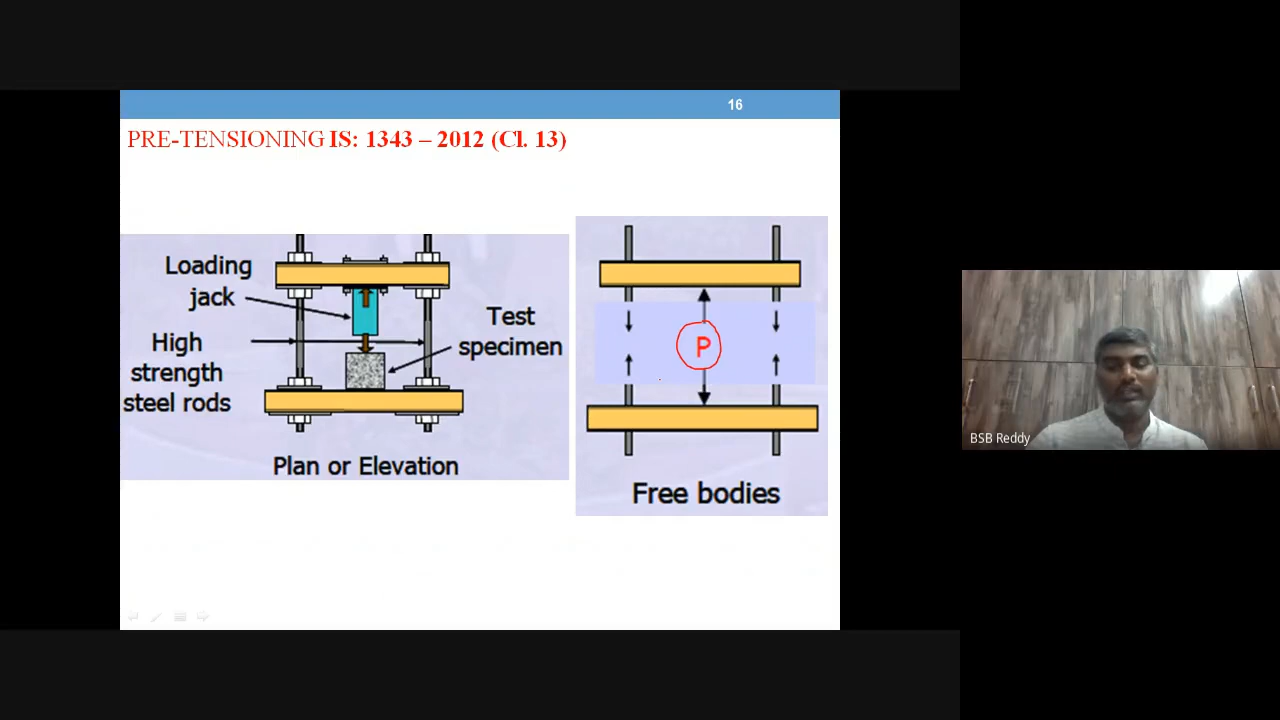 16
PRE-TENSIONING IS: 1343 – 2012 (Cl. 13)
Loading
jack
High
strength
steel rods
Test
specimen
Plan or Elevation
P
Free bodies
BSB Reddy